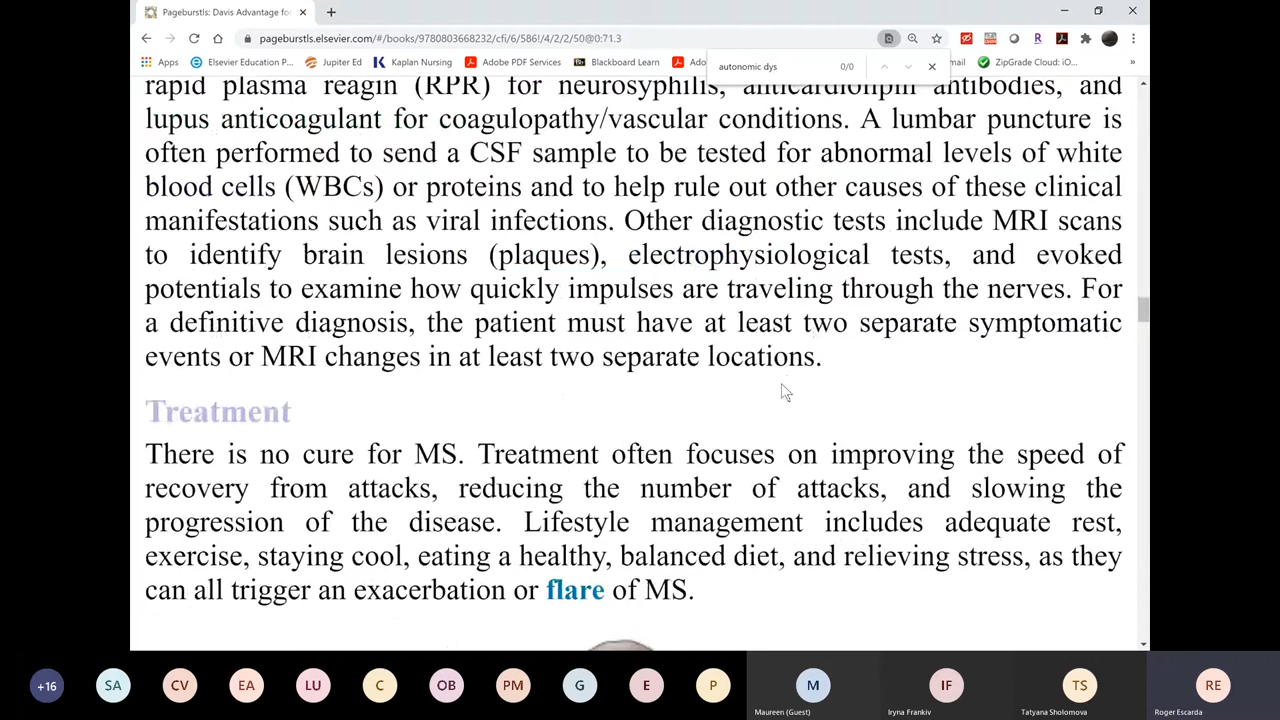 Pageburstls: Davis Advantage for
pageburstls.elsevier.com/#/books/9780803668232/cfi/6/586!/4/2/2/50@0:71.3
Apps Elsevier Education P... Jupiter Ed Kaplan Nursing Adobe PDF Services Blackboard Learn Ado mail ZipGrade Cloud: iO...
autonomic dys 0/0
rapid plasma reagin (RPR) for neurosyphilis, anticardiolipin antibodies, and
lupus anticoagulant for coagulopathy/vascular conditions. A lumbar puncture is
often performed to send a CSF sample to be tested for abnormal levels of white
blood cells (WBCs) or proteins and to help rule out other causes of these clinical
manifestations such as viral infections. Other diagnostic tests include MRI scans
to identify brain lesions (plaques), electrophysiological tests, and evoked
potentials to examine how quickly impulses are traveling through the nerves. For
a definitive diagnosis, the patient must have at least two separate symptomatic
events or MRI changes in at least two separate locations.
Treatment
There is no cure for MS. Treatment often focuses on improving the speed of
recovery from attacks, reducing the number of attacks, and slowing the
progression of the disease. Lifestyle management includes adequate rest,
exercise, staying cool, eating a healthy, balanced diet, and relieving stress, as they
can all trigger an exacerbation or flare of MS.
+16 SA CV EA LU C OB PM G E P M IF TS RE
Maureen (Guest) Iryna Frankiv Tatyana Sholomova Roger Escarda